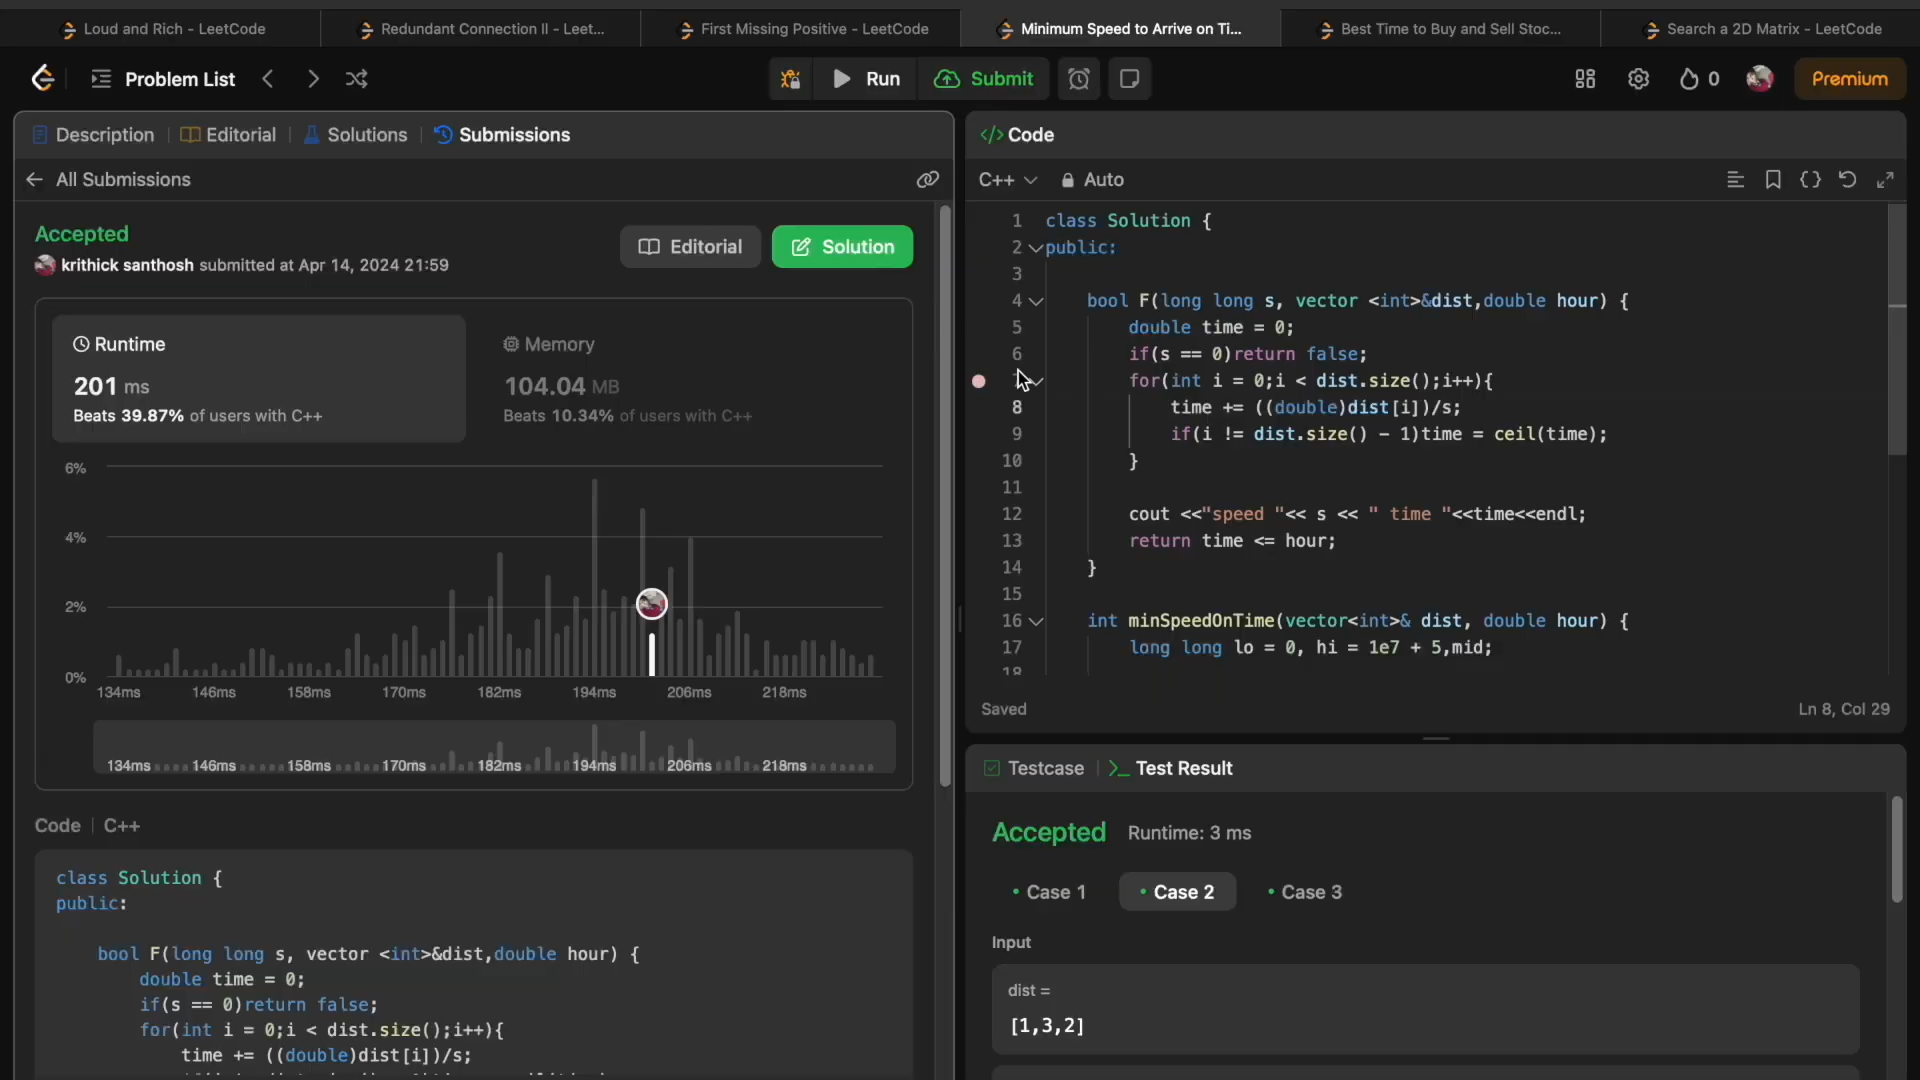 Loud and Rich - LeetCode
Redundant Connection II - Leet...
First Missing Positive - LeetCode
Minimum Speed to Arrive on Ti...
Best Time to Buy and Sell Stoc...
Search a 2D Matrix - LeetCode
Problem List
Run
Submit
0
Premium
Description
Editorial
Solutions
Submissions
All Submissions
Accepted
krithick santhosh submitted at Apr 14, 2024 21:59
Editorial
Solution
Runtime
201 ms
Beats 39.87% of users with C++
Memory
104.04 MB
Beats 10.34% of users with C++
6%
4%
2%
0%
134ms 146ms 158ms 170ms 182ms 194ms 206ms 218ms
134ms 146ms 158ms 170ms 182ms 194ms 206ms 218ms
Code | C++
class Solution {
public:
bool F(long long s, vector <int>&dist,double hour) {
double time = 0;
if(s == 0)return false;
for(int i = 0;i < dist.size();i++){
time += ((double)dist[i])/s;
Code
C++
Auto
1 class Solution {
2 public:
3
4 bool F(long long s, vector <int>&dist,double hour) {
5 double time = 0;
6 if(s == 0)return false;
for(int i = 0;i < dist.size();i++){
8 time += ((double)dist[i])/s;
9 if(i != dist.size() - 1)time = ceil(time);
10 }
11
12 cout <<"speed "<< s << " time "<<time<<endl;
13 return time <= hour;
14 }
15
16 int minSpeedOnTime(vector<int>& dist, double hour) {
17 long long lo = 0, hi = 1e7 + 5,mid;
18
Saved
Ln 8, Col 29
Testcase
Test Result
Accepted
Runtime: 3 ms
Case 1
Case 2
Case 3
Input
dist =
[1,3,2]